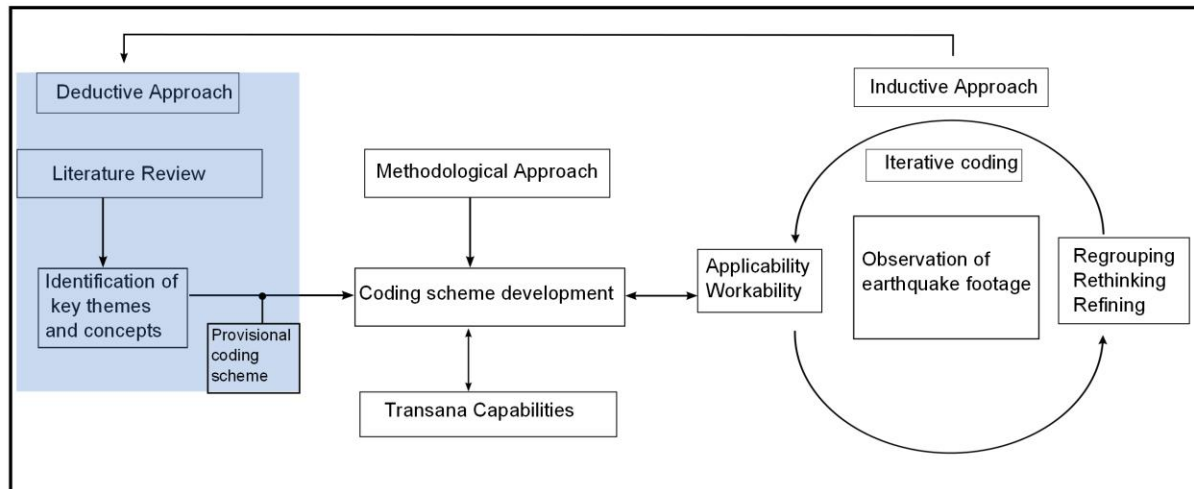 Deductive Approach
Inductive Approach
Literature Review
Methodological Approach
Iterative coding
Identification of
key themes
and concepts
Provisional
coding
scheme
Coding scheme development
Applicability
Workability
Observation of
earthquake footage
Regrouping
Rethinking
Refining
Transana Capabilities